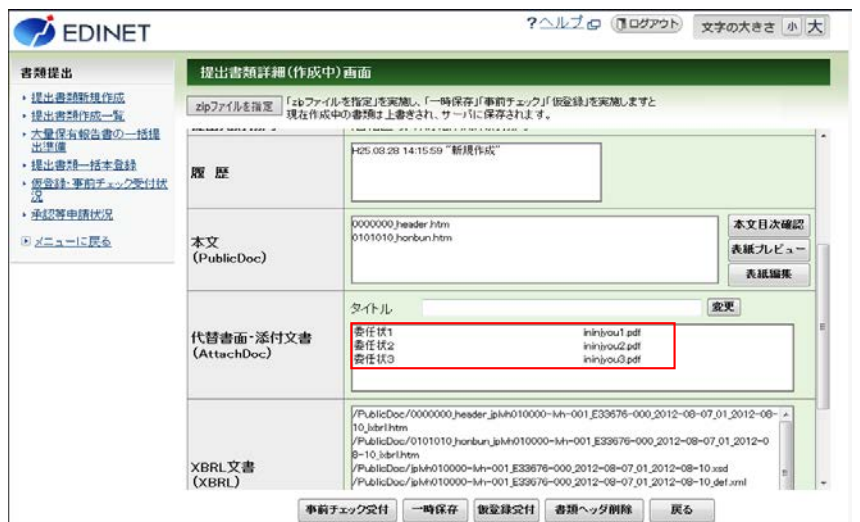 EDINET
?ヘルプ
ログアウト
文字の大きさ 小 大
書類提出
提出書類新規作成
提出書類作成一覧
大量保有報告書の一括提
出準備
提出書類一括本登録
仮登録・事前チェック受付状
況
承認等申請状況
メニューに戻る
提出書類詳細(作成中)画面
zipファイルを指定
「zipファイルを指定」を実施し、「一時保存」「事前チェック」「仮登録」を実施しますと
現在作成中の書類は上書きされ、サーバに保存されます。
履 歴
H25.03.28 14:15:59 "新規作成"
本文
(PublicDoc)
0000000_header.htm
0101010_honbun.htm
本文目次確認
表紙プレビュー
表紙編集
代替書面・添付文書
(AttachDoc)
タイトル
変更
委任状1 ininjyou1.pdf
委任状2 ininjyou2.pdf
委任状3 ininjyou3.pdf
XBRL文書
(XBRL)
/PublicDoc/0000000_header_jplvh010000-lvh-001_E33676-000_2012-08-07_01_2012-08-
10_ixbrl.htm
/PublicDoc/0101010_honbun_jplvh010000-lvh-001_E33676-000_2012-08-07_01_2012-0
8-10_ixbrl.htm
/PublicDoc/jplvh010000-lvh-001_E33676-000_2012-08-07_01_2012-08-10.xsd
/PublicDoc/jplvh010000-lvh-001_E33676-000_2012-08-07_01_2012-08-10_def.xml
事前チェック受付
一時保存
仮登録受付
書類ヘッダ削除
戻る